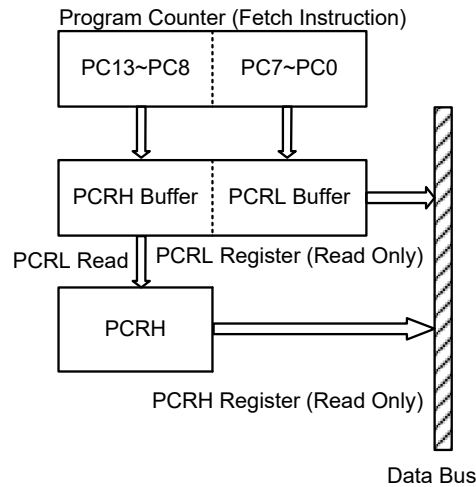 Program Counter (Fetch Instruction)
PC13~PC8
PC7~PC0
PCRH Buffer
PCRL Buffer
PCRL Read
PCRL Register (Read Only)
PCRH
PCRH Register (Read Only)
Data Bus